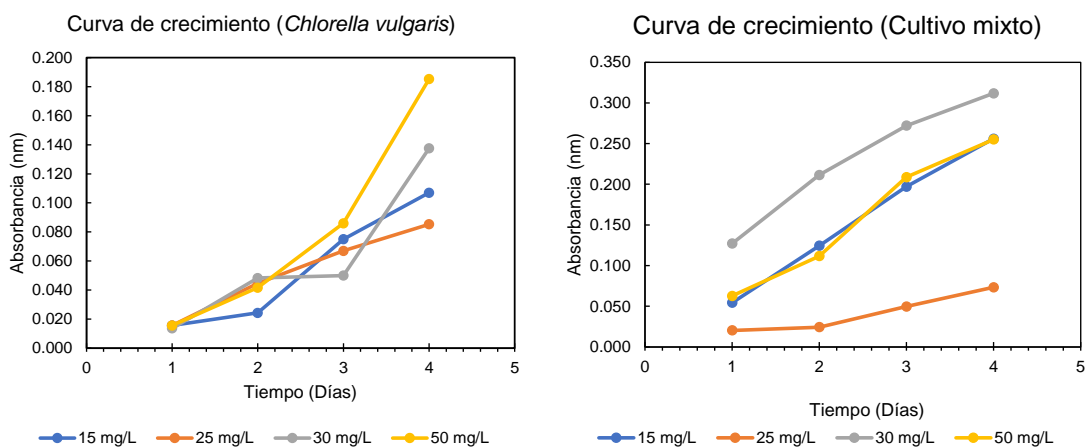 Curva de crecimiento (Chlorella vulgaris)
0.200
0.180
0.160
0.140
0.120
0.100
0.080
0.060
0.040
0.020
0.000
Absorbancia (nm)
0 1 2 3 4 5
Tiempo (Días)
15 mg/L 25 mg/L 30 mg/L 50 mg/L
Curva de crecimiento (Cultivo mixto)
0.350
0.300
0.250
0.200
0.150
0.100
0.050
0.000
Absorbancia (nm)
0 1 2 3 4 5
Tiempo (Días)
15 mg/L 25 mg/L 30 mg/L 50 mg/L